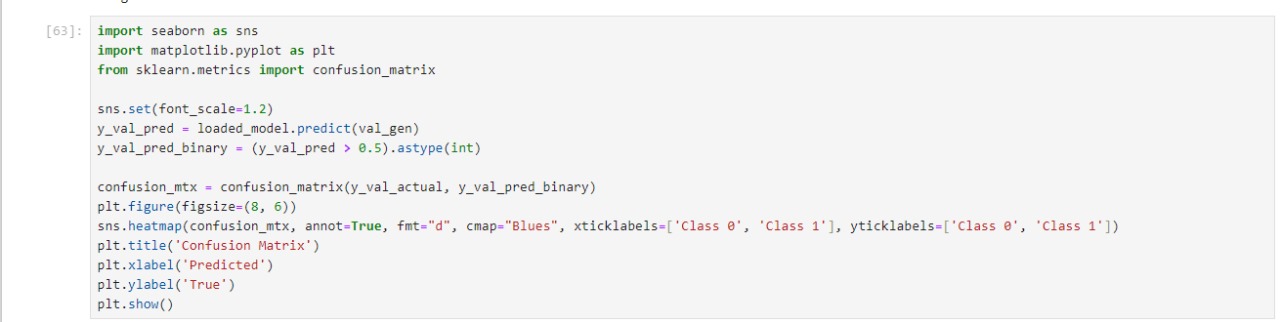 [63]: import seaborn as sns
import matplotlib.pyplot as plt
from sklearn.metrics import confusion_matrix
sns.set(font_scale=1.2)
y_val_pred = loaded_model.predict(val_gen)
y_val_pred_binary = (y_val_pred > 0.5).astype(int)
confusion_mtx = confusion_matrix(y_val_actual, y_val_pred_binary)
plt.figure(figsize=(8, 6))
sns.heatmap(confusion_mtx, annot=True, fmt="d", cmap="Blues", xticklabels=['Class 0', 'Class 1'], yticklabels=['Class 0', 'Class 1'])
plt.title('Confusion Matrix')
plt.xlabel('Predicted')
plt.ylabel('True')
plt.show()